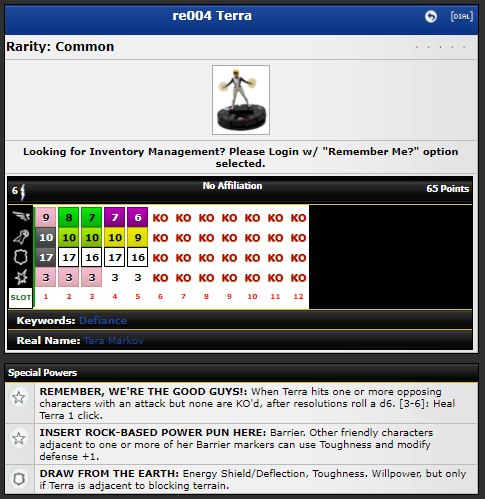 re004 Terra
[DIAL]
Rarity: Common
Looking for Inventory Management? Please Login w/ "Remember Me?" option
selected.
6
No Affiliation
65 Points
9 8 7 7 6 KO KO KO KO KO KO KO
10 10 10 10 9 KO KO KO KO KO KO KO
17 17 16 17 16 KO KO KO KO KO KO KO
3 3 3 3 3 KO KO KO KO KO KO KO
SLOT 1 2 3 4 5 6 7 8 9 10 11 12
Keywords: Defiance
Real Name: Tara Markov
Special Powers
REMEMBER, WE'RE THE GOOD GUYS!: When Terra hits one or more opposing
characters with an attack but none are KO'd, after resolutions roll a d6. [3-6]: Heal
Terra 1 click.
INSERT ROCK-BASED POWER PUN HERE: Barrier. Other friendly characters
adjacent to one or more of her Barrier markers can use Toughness and modify
defense +1.
DRAW FROM THE EARTH: Energy Shield/Deflection, Toughness. Willpower, but only
if Terra is adjacent to blocking terrain.